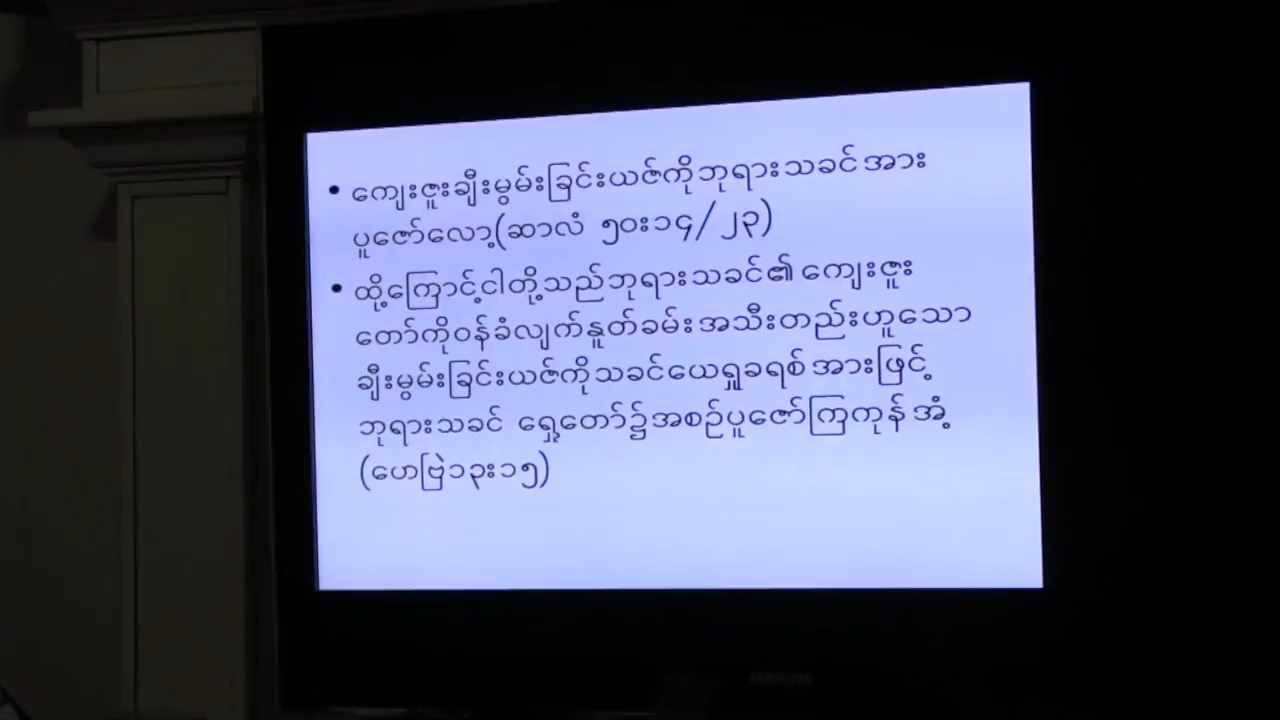 • ကျေးဇူးချီးမွမ်းခြင်းယဇ်ကိုဘုရားသခင်အား
ပူဇော်လော့(ဆာလံ ၅၀း၁၄/၂၃)
• ထို့ကြောင့်ငါတို့သည်ဘုရားသခင်၏ ကျေးဇူး
တော်ကိုဝန်ခံလျက်နှုတ်ခမ်းအသီးတည်းဟူသော
ချီးမွမ်းခြင်းယဇ်ကိုသခင်ယေရှုခရစ်အားဖြင့်
ဘုရားသခင် ရှေ့တော်၌အစဉ်ပူဇော်ကြကုန်အံ့
(ဟေဗြဲ၁၃း၁၅)
SAMSUNG